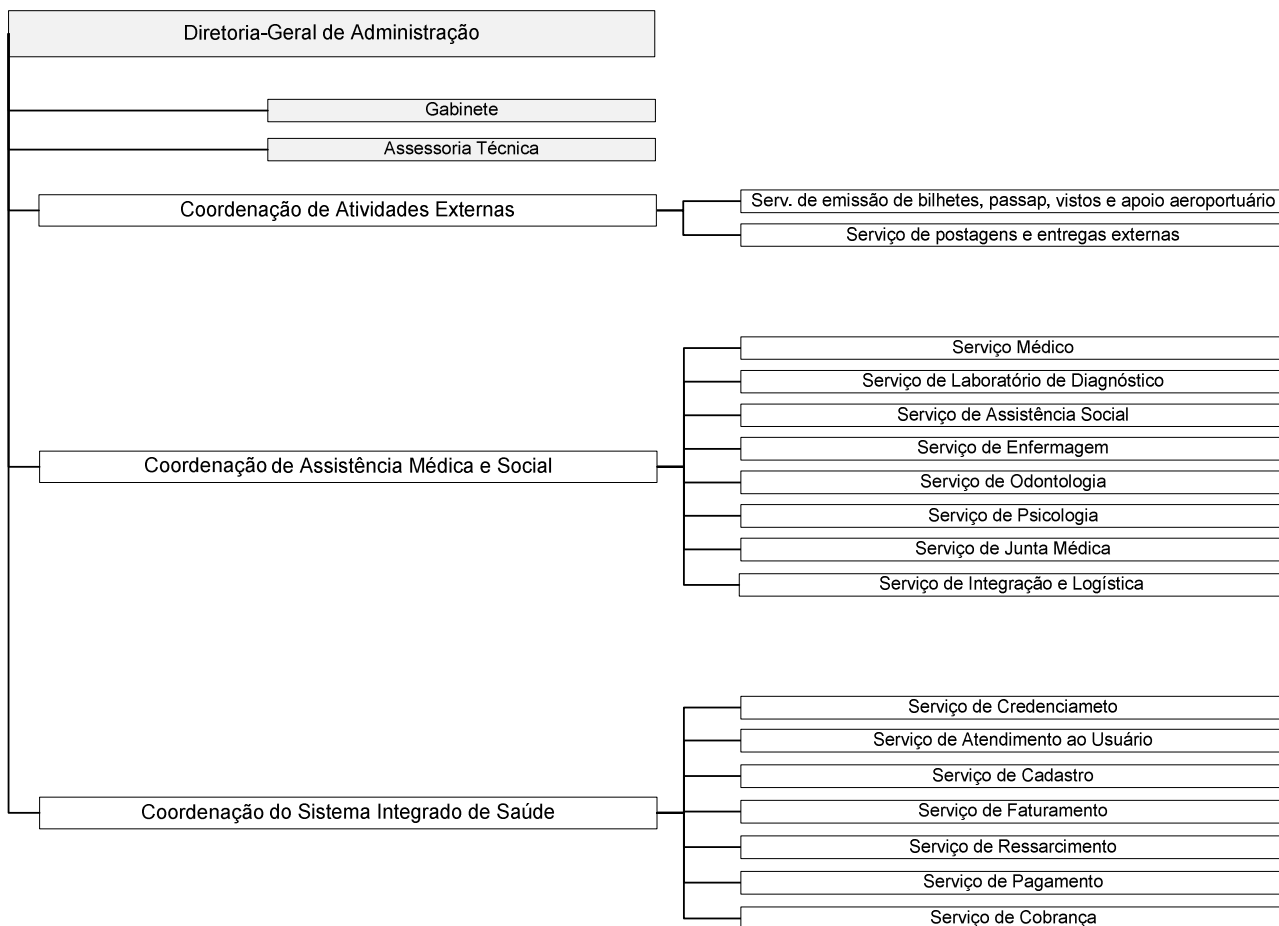 Diretoria-Geral de Administração
Gabinete
Assessoria Técnica
Coordenação de Atividades Externas
Serv. de emissão de bilhetes, passap, vistos e apoio aeroportuário
Serviço de postagens e entregas externas
Coordenação de Assistência Médica e Social
Serviço Médico
Serviço de Laboratório de Diagnóstico
Serviço de Assistência Social
Serviço de Enfermagem
Serviço de Odontologia
Serviço de Psicologia
Serviço de Junta Médica
Serviço de Integração e Logística
Coordenação do Sistema Integrado de Saúde
Serviço de Credenciameto
Serviço de Atendimento ao Usuário
Serviço de Cadastro
Serviço de Faturamento
Serviço de Ressarcimento
Serviço de Pagamento
Serviço de Cobrança